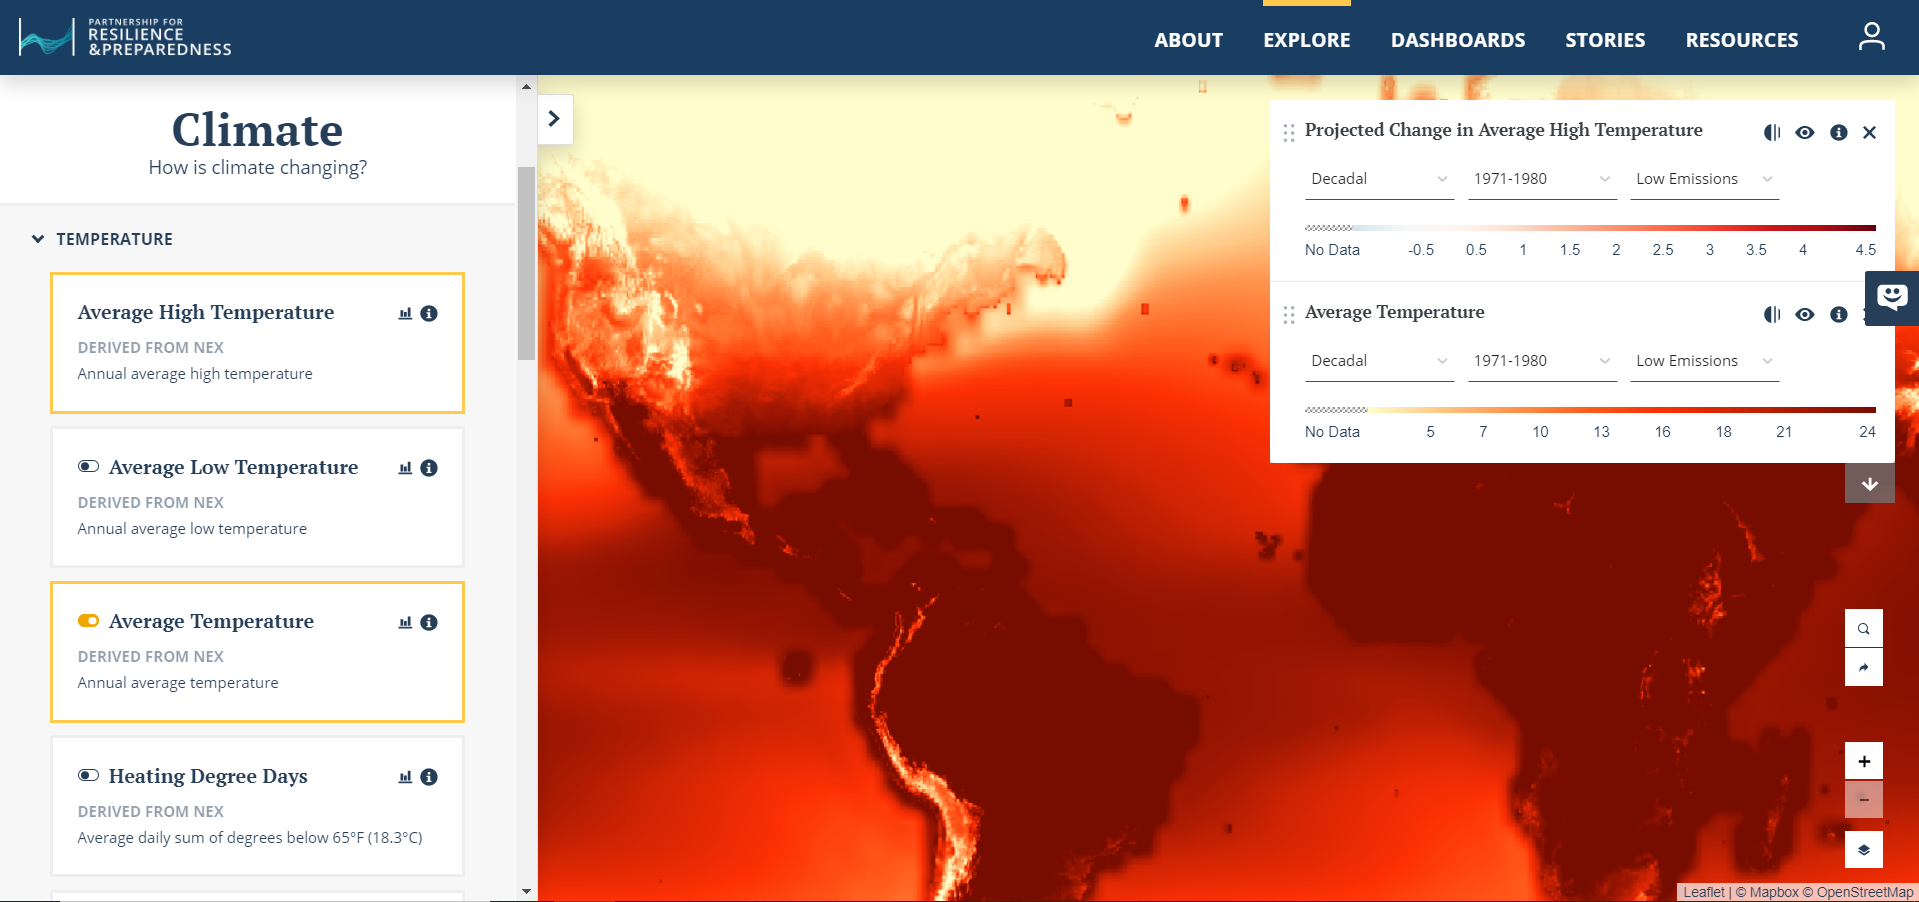 PARTNERSHIP FOR
RESILIENCE
&PREPAREDNESS
ABOUT
EXPLORE
DASHBOARDS
STORIES
RESOURCES
Climate
How is climate changing?
TEMPERATURE
Average High Temperature
DERIVED FROM NEX
Annual average high temperature
Average Low Temperature
DERIVED FROM NEX
Annual average low temperature
Average Temperature
DERIVED FROM NEX
Annual average temperature
Heating Degree Days
DERIVED FROM NEX
Average daily sum of degrees below 65°F (18.3°C)
Projected Change in Average High Temperature
Decadal
1971-1980
Low Emissions
No Data -0.5 0.5 1 1.5 2 2.5 3 3.5 4 4.5
Average Temperature
Decadal
1971-1980
Low Emissions
No Data 5 7 10 13 16 18 21 24
Leaflet | © Mapbox © OpenStreetMap